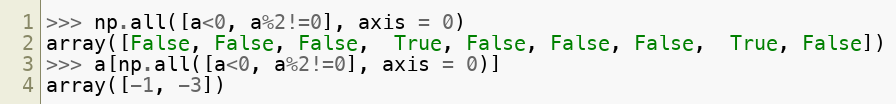 1 >>> np.all([a<0, a%2!=0], axis = 0)
2 array([False, False, False,  True, False, False, False,  True, False])
3 >>> a[np.all([a<0, a%2!=0], axis = 0)]
4 array([-1, -3])